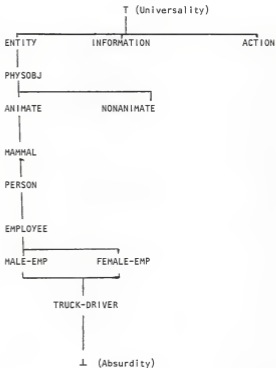 T (Universality)
ENTITY INFORMATION ACTION
PHYSOBJ
ANIMATE NONANIMATE
MAMMAL
PERSON
EMPLOYEE
MALE-EMP FEMALE-EMP
TRUCK-DRIVER
⊥ (Absurdity)